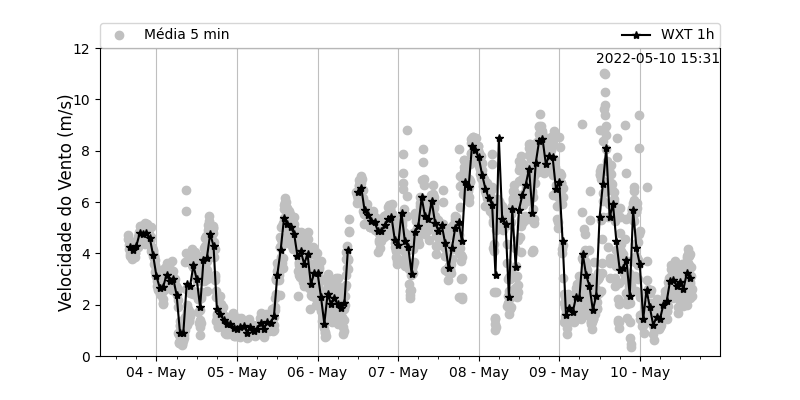 Média 5 min
WXT 1h
2022-05-10 15:31
Velocidade do Vento (m/s)
12
10
8
6
4
2
0
04 - May
05 - May
06 - May
07 - May
08 - May
09 - May
10 - May